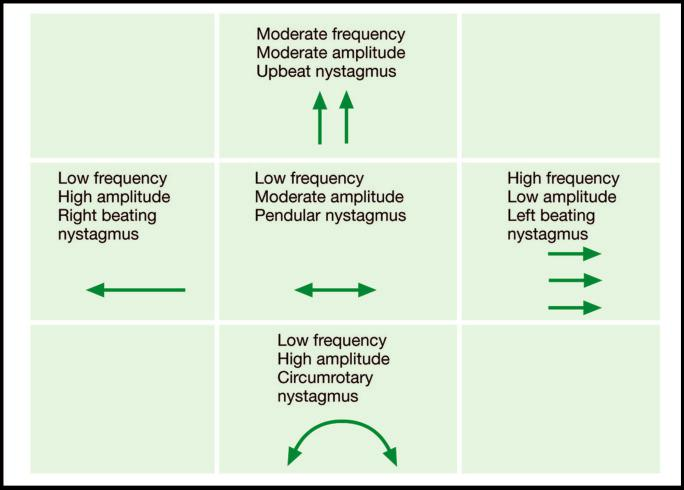 Moderate frequency
Moderate amplitude
Upbeat nystagmus
Low frequency
High amplitude
Right beating
nystagmus
Low frequency
Moderate amplitude
Pendular nystagmus
High frequency
Low amplitude
Left beating
nystagmus
Low frequency
High amplitude
Circumrotary
nystagmus